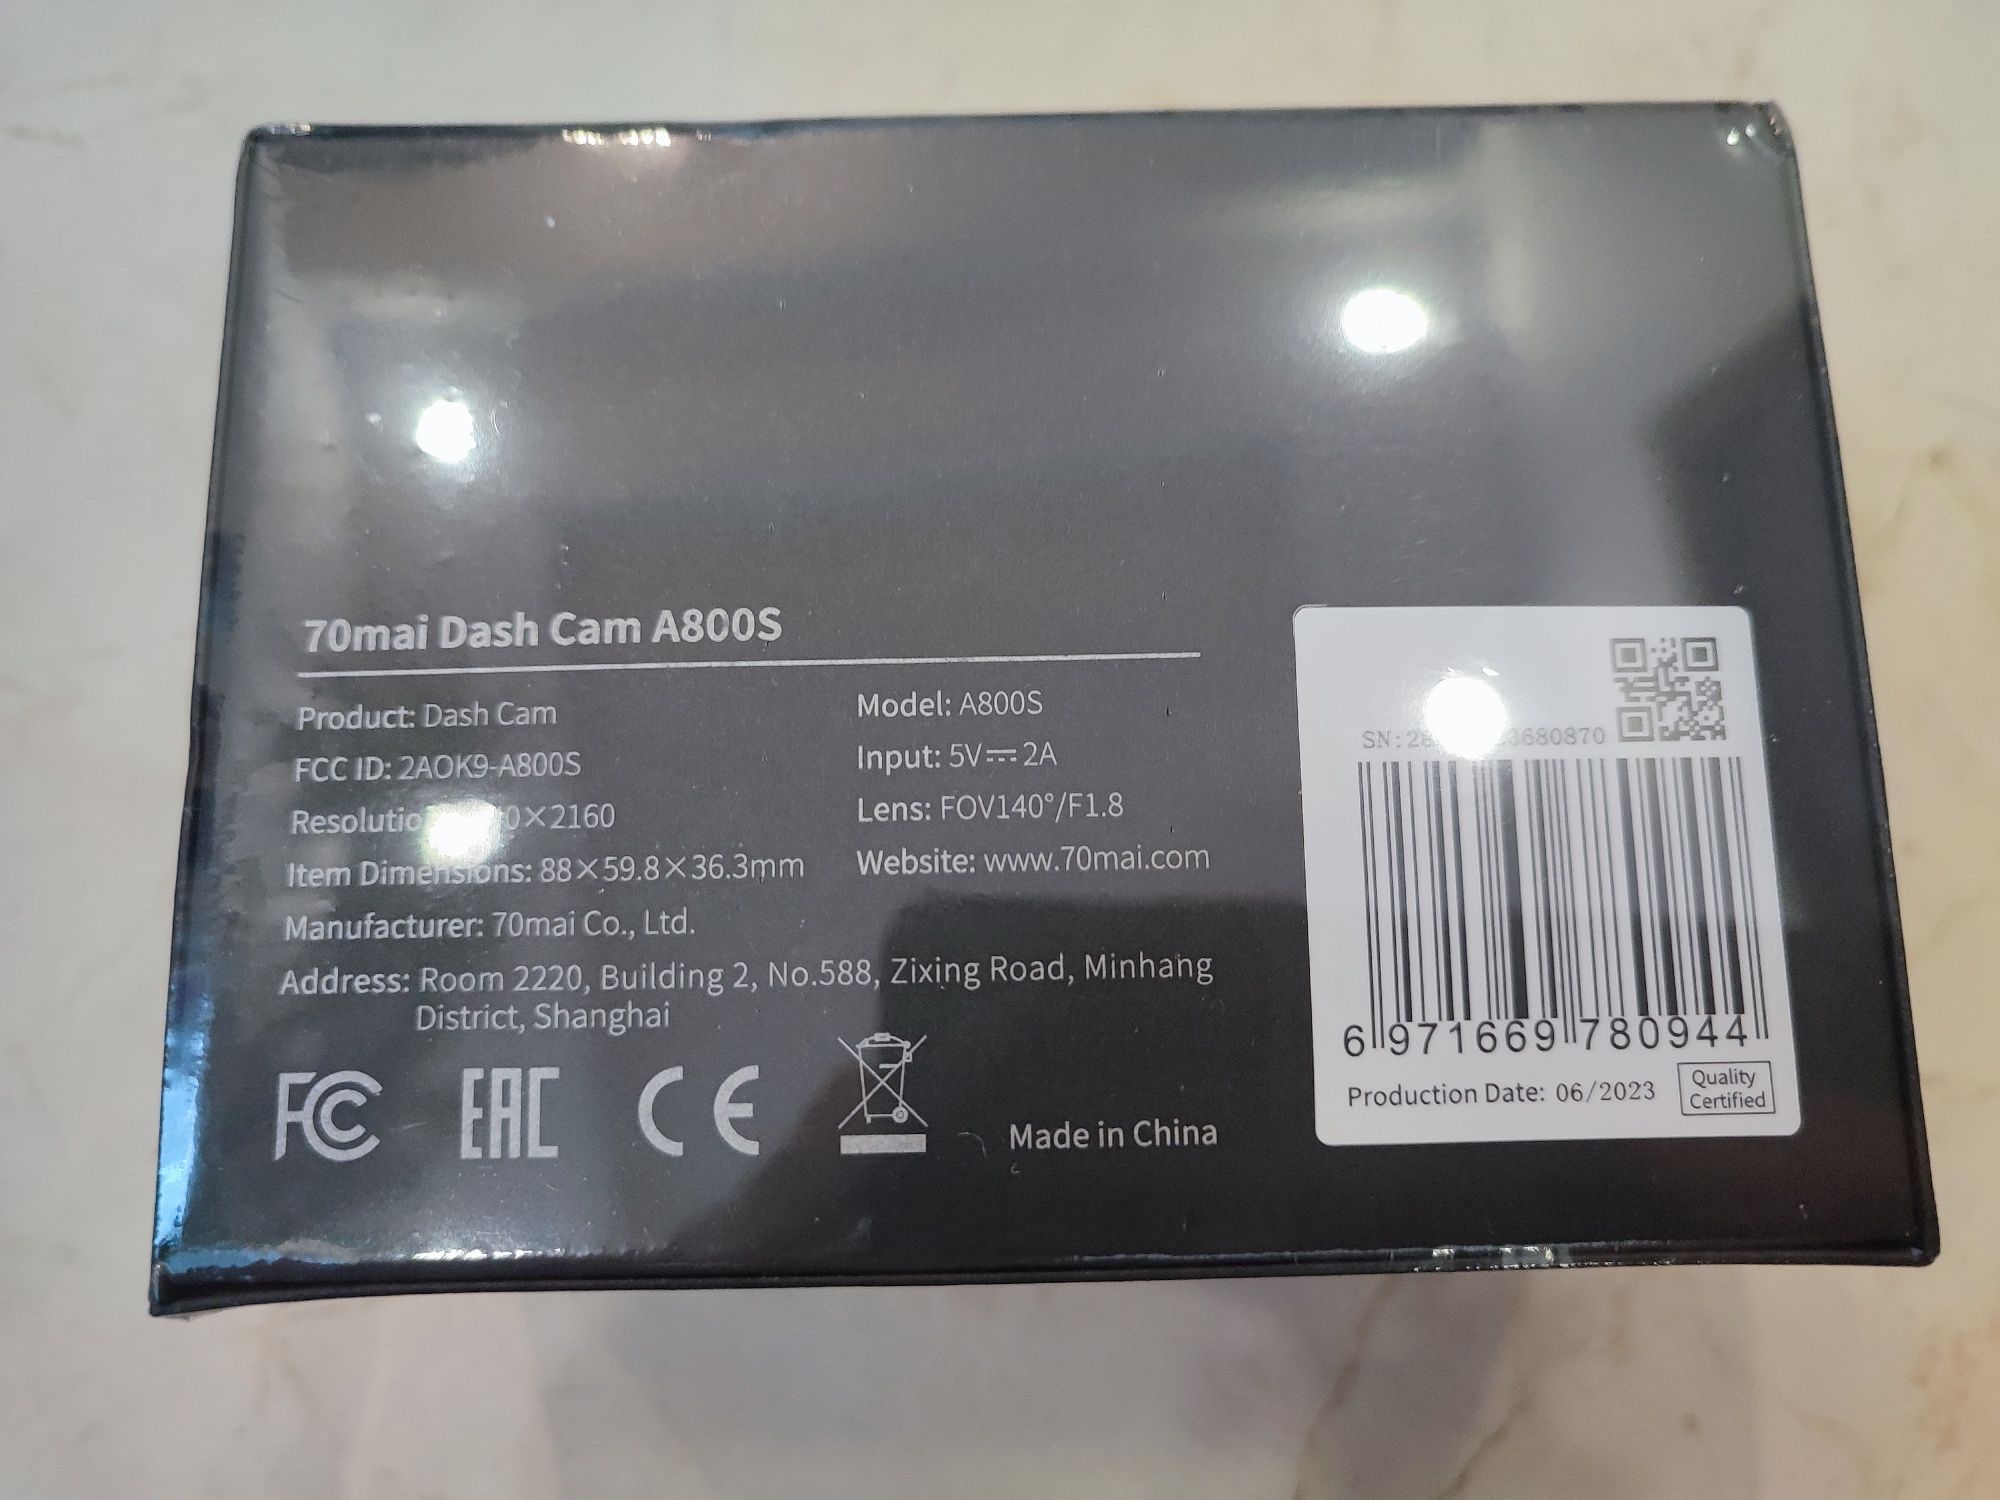 70mai Dash Cam A800S
Product: Dash Cam
FCC ID: 2AOK9-A800S
0×2160
Item Dimensions: 88×59.8×36.3mm
Manufacturer: 70mai Co., Ltd.
Address: Room 2220, Building 2, No.588, Zixing Road, Minhang
District, Shanghai
Model: A800S
Input: 5V⎓2A
Lens: FOV140°/F1.8
Website: www.70mai.com
FC
EAC
CE
Made in China
SN:
3680870
6 971669 780944
Production Date: 06/2023
Quality
Certified